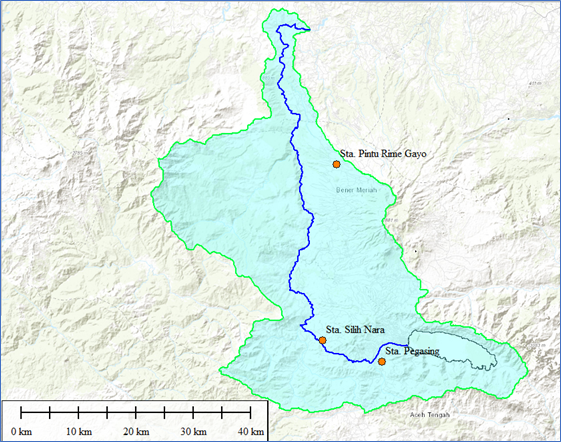 Sta. Pintu Rime Gayo
Bener Meriah
Sta. Silih Nara
Sta. Pegasing
Aceh Tengah
0 km 10 km 20 km 30 km 40 km